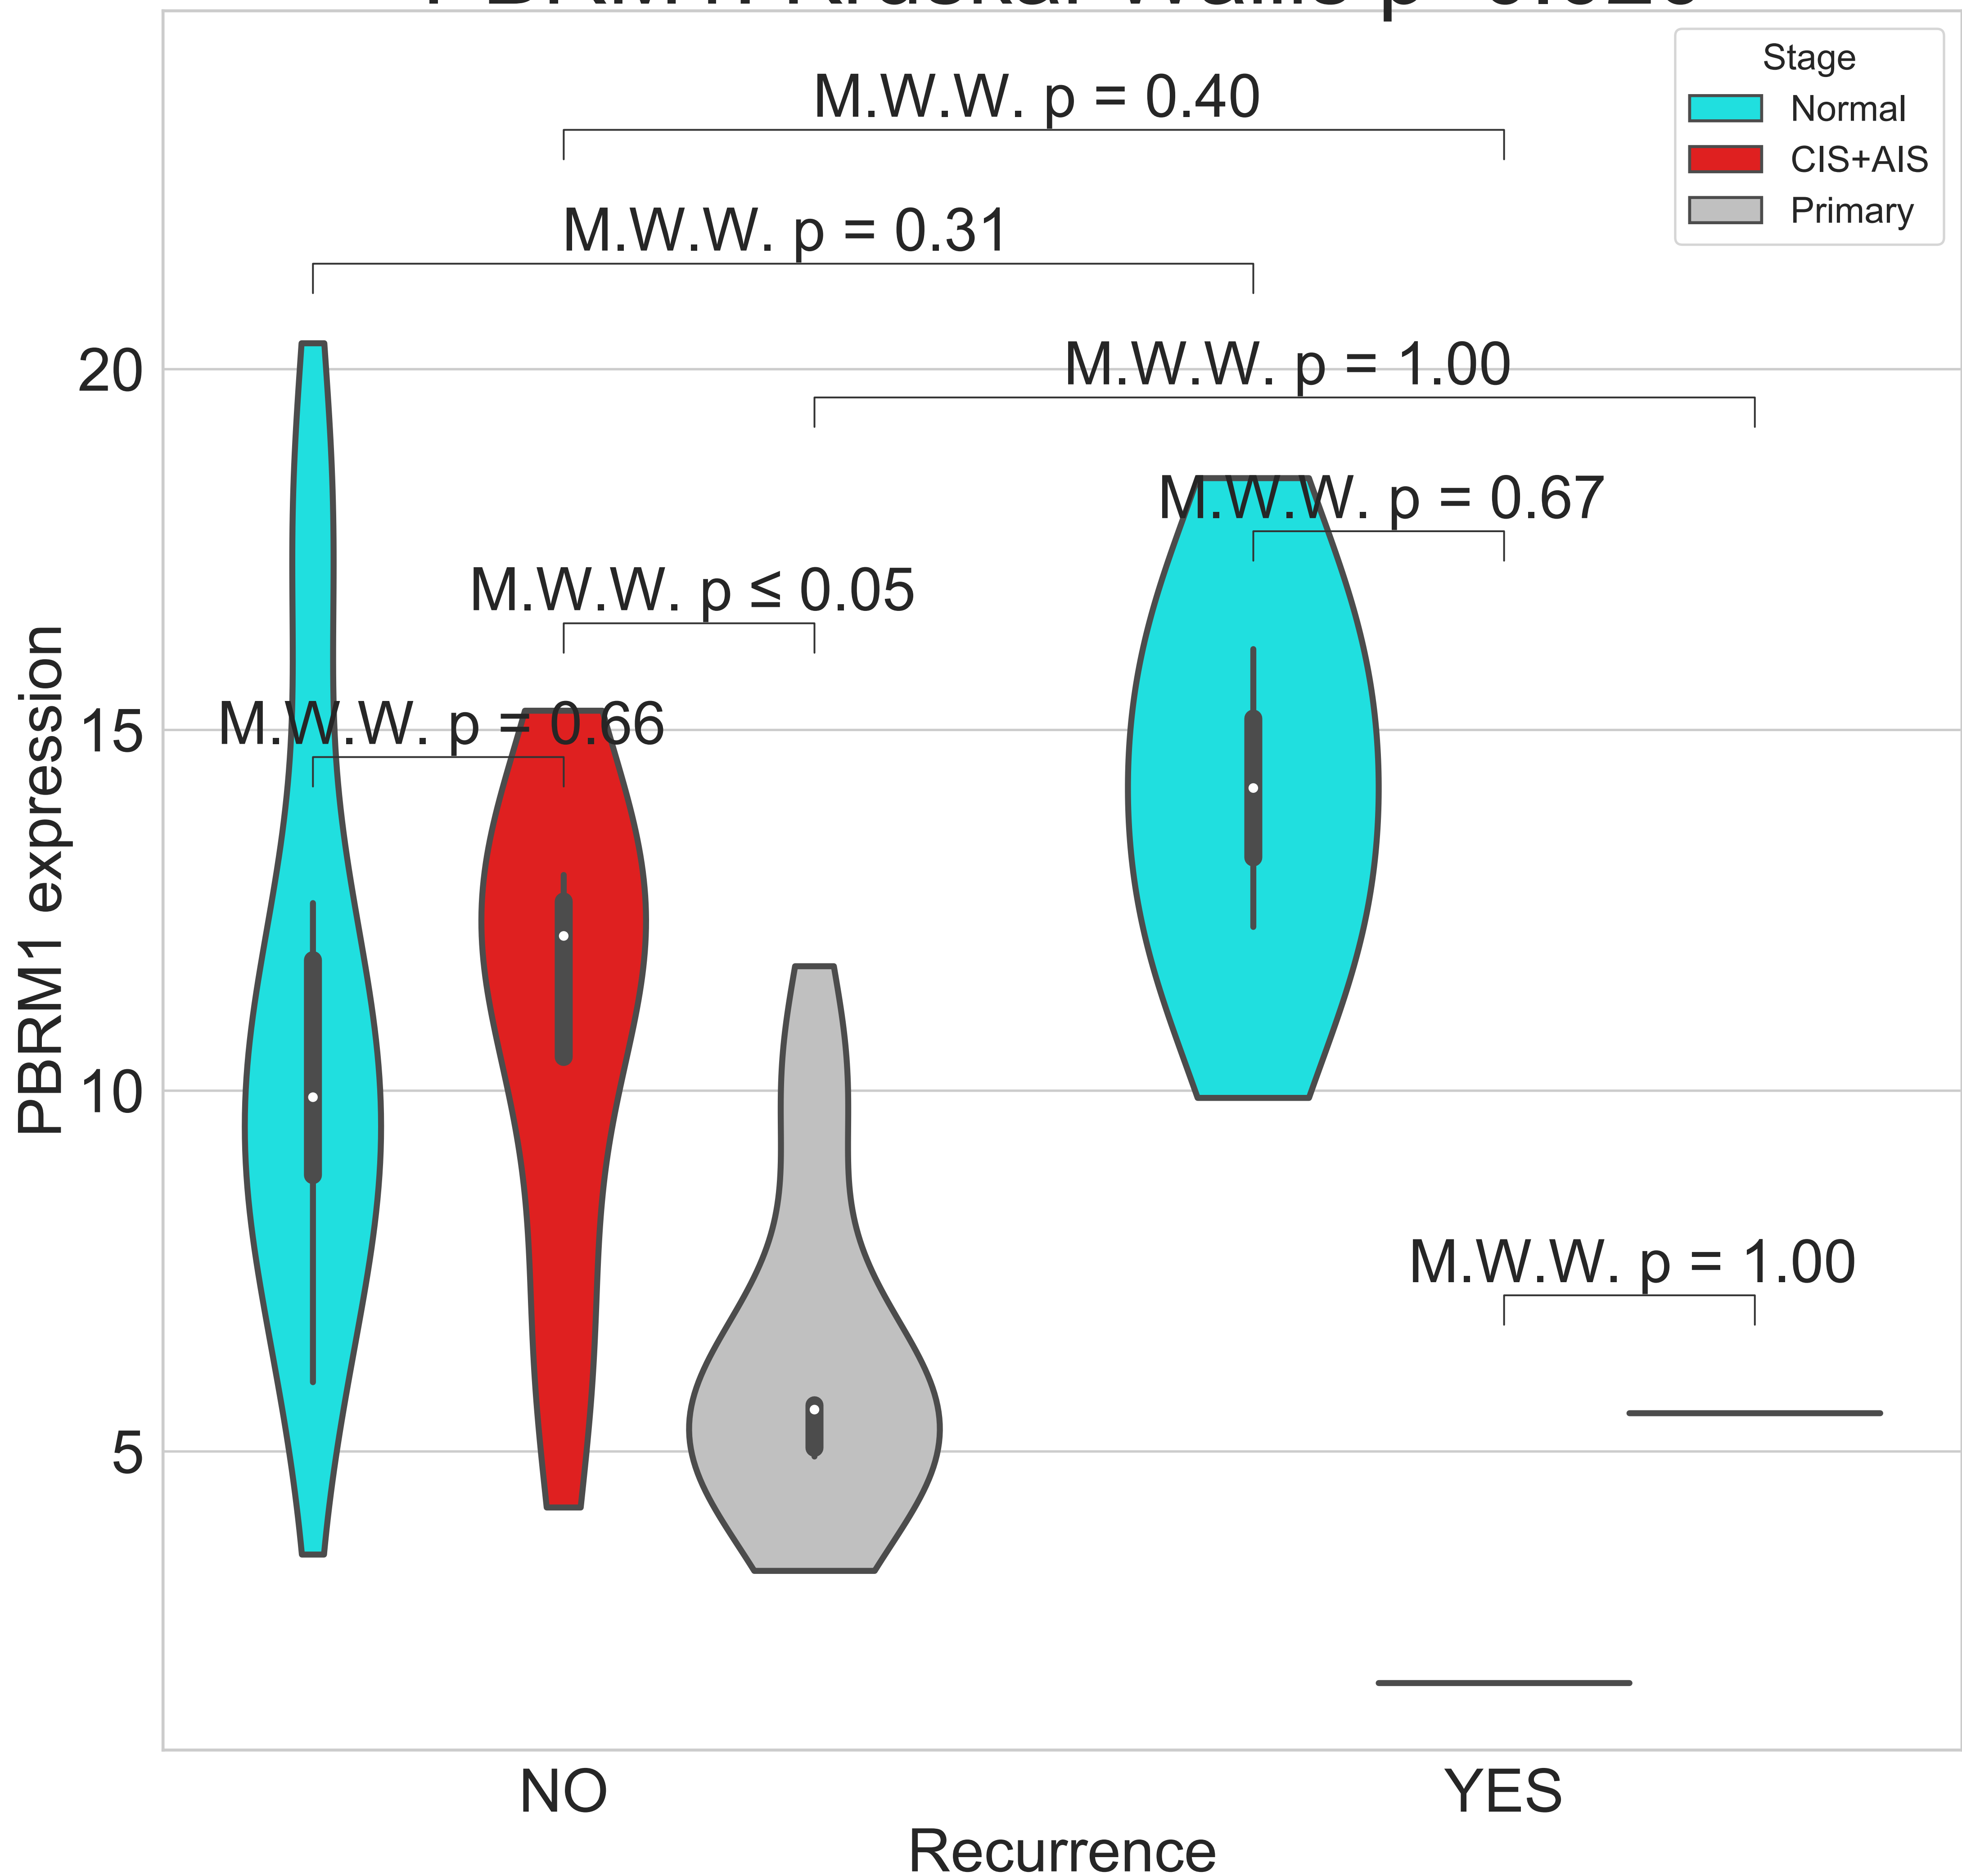 Stage
Normal
CIS+AIS
Primary
M.W.W. p = 0.40
M.W.W. p = 0.31
M.W.W. p = 1.00
M.W.W. p = 0.67
M.W.W. p ≤ 0.05
M.W.W. p = 0.66
M.W.W. p = 1.00
20
15
10
5
PBRM1 expression
NO
YES
Recurrence